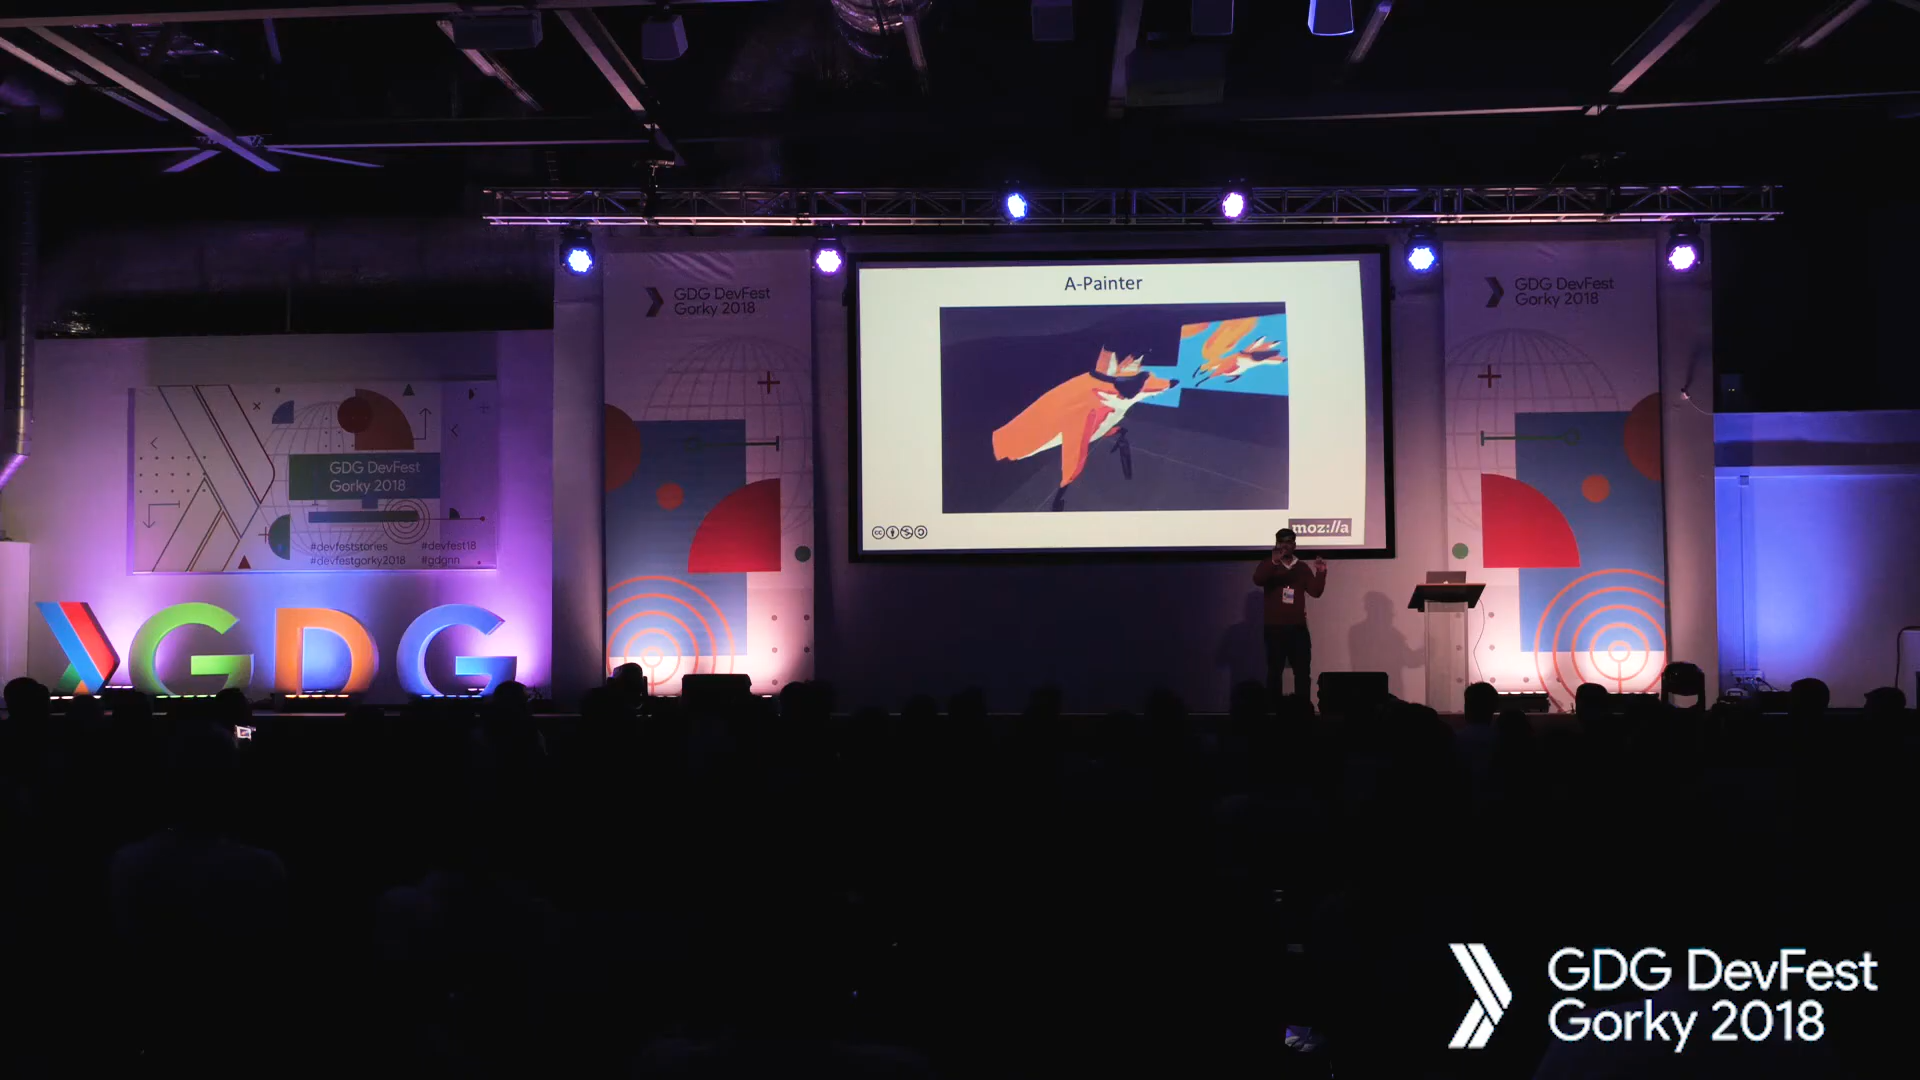 GDG DevFest
Gorky 2018
GDG DevFest
Gorky 2018
A-Painter
moz://a
GDG DevFest
Gorky 2018
#devfeststories
#devfest18
#devfestgorky2018
#gdgnn
GDG
GDG DevFest
Gorky 2018